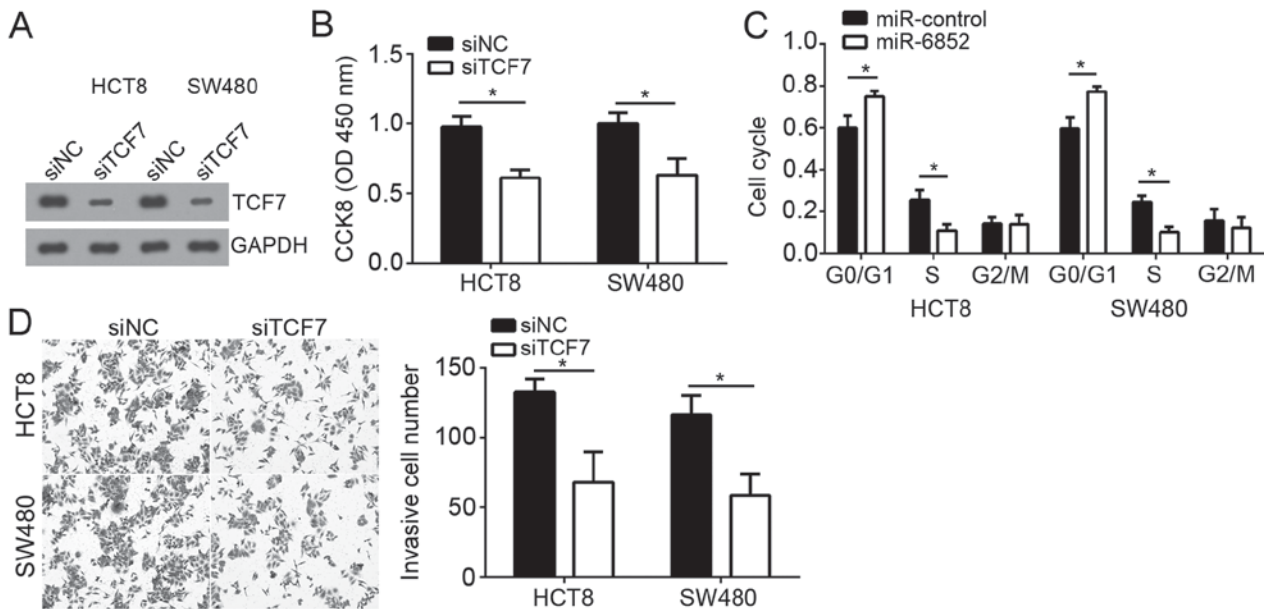 A
HCT8 SW480
siNC siTCF7 siNC siTCF7
TCF7
GAPDH
B
siNC
siTCF7
CCK8 (OD 450 nm)
1.5
1.0
0.5
0.0
* *
HCT8 SW480
C
miR-control
miR-6852
Cell cycle
1.0
0.8
0.6
0.4
0.2
0.0
* * * *
G0/G1 S G2/M G0/G1 S G2/M
HCT8 SW480
D
siNC siTCF7
HCT8
SW480
siNC
siTCF7
Invasive cell number
150
100
50
0
* *
HCT8 SW480